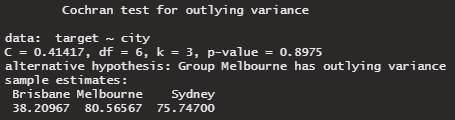 Cochran test for outlying variance
data:  target ~ city
C = 0.41417, df = 6, k = 3, p-value = 0.8975
alternative hypothesis: Group Melbourne has outlying variance
sample estimates:
Brisbane Melbourne    Sydney
38.20967  80.56567  75.74700